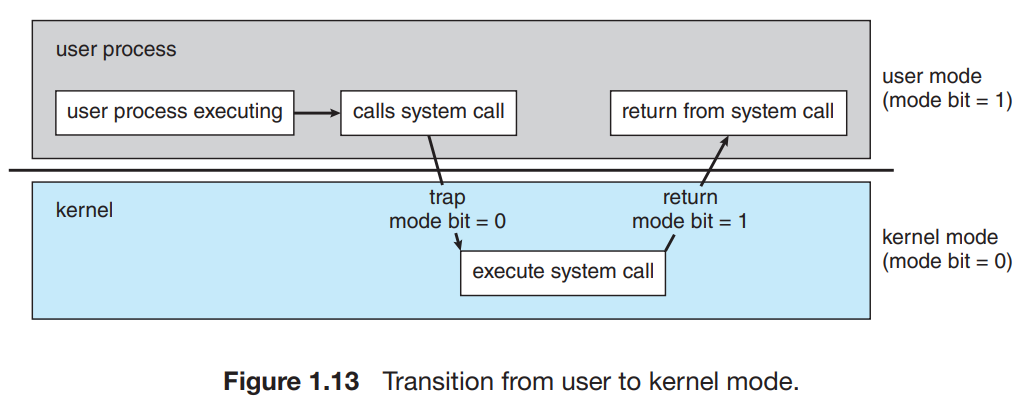 user process
user process executing
calls system call
return from system call
user mode
(mode bit = 1)
kernel
trap
mode bit = 0
return
mode bit = 1
execute system call
kernel mode
(mode bit = 0)
Figure 1.13 Transition from user to kernel mode.